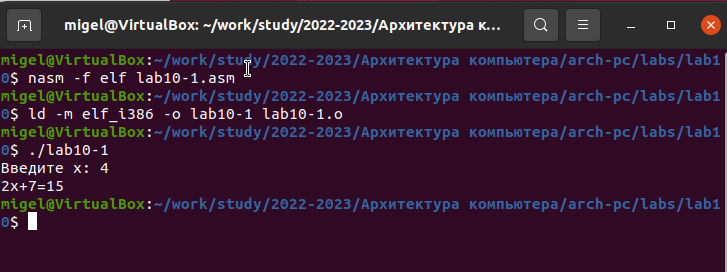 migel@VirtualBox: ~/work/study/2022-2023/Архитектура к...
migel@VirtualBox:~/work/study/2022-2023/Архитектура компьютера/arch-pc/labs/lab1
0$ nasm -f elf lab10-1.asm
migel@VirtualBox:~/work/study/2022-2023/Архитектура компьютера/arch-pc/labs/lab1
0$ ld -m elf_i386 -o lab10-1 lab10-1.o
migel@VirtualBox:~/work/study/2022-2023/Архитектура компьютера/arch-pc/labs/lab1
0$ ./lab10-1
Введите x: 4
2x+7=15
migel@VirtualBox:~/work/study/2022-2023/Архитектура компьютера/arch-pc/labs/lab1
0$